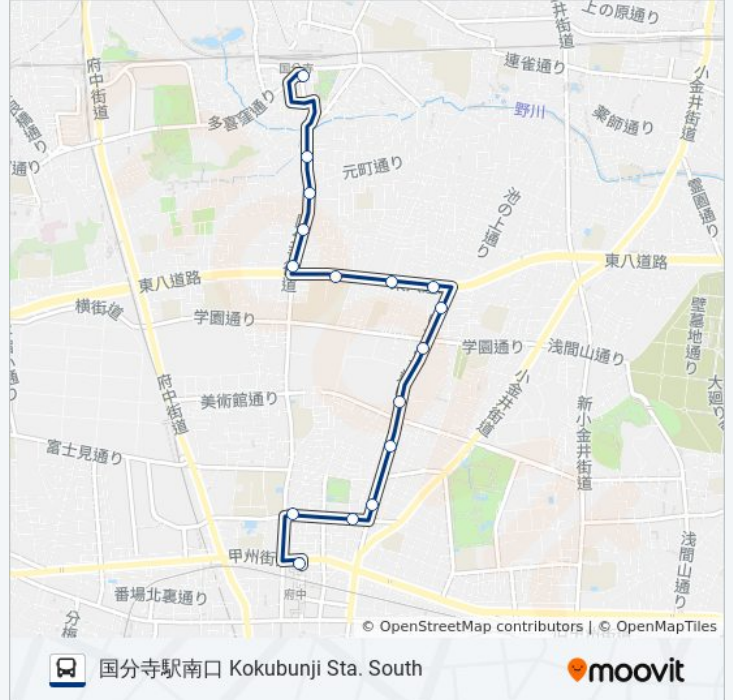 上の原通り
井街道
連雀通り
府中街道
国分寺
小金井街道
多喜窪通り
野川
薬師通り
元町通り
霊園通り
池の上通り
東八道路
東八道路
横街道
道
学園通り
学園通り
浅間山通り
壁墓地通り
府中街道
小金井街道
美術館通り
新小金井街道
富士見通り
浅間山通り
甲州街
番場北裏通り
府中
© OpenStreetMap contributors | © OpenMapTiles
国分寺駅南口 Kokubunji Sta. South
moovit